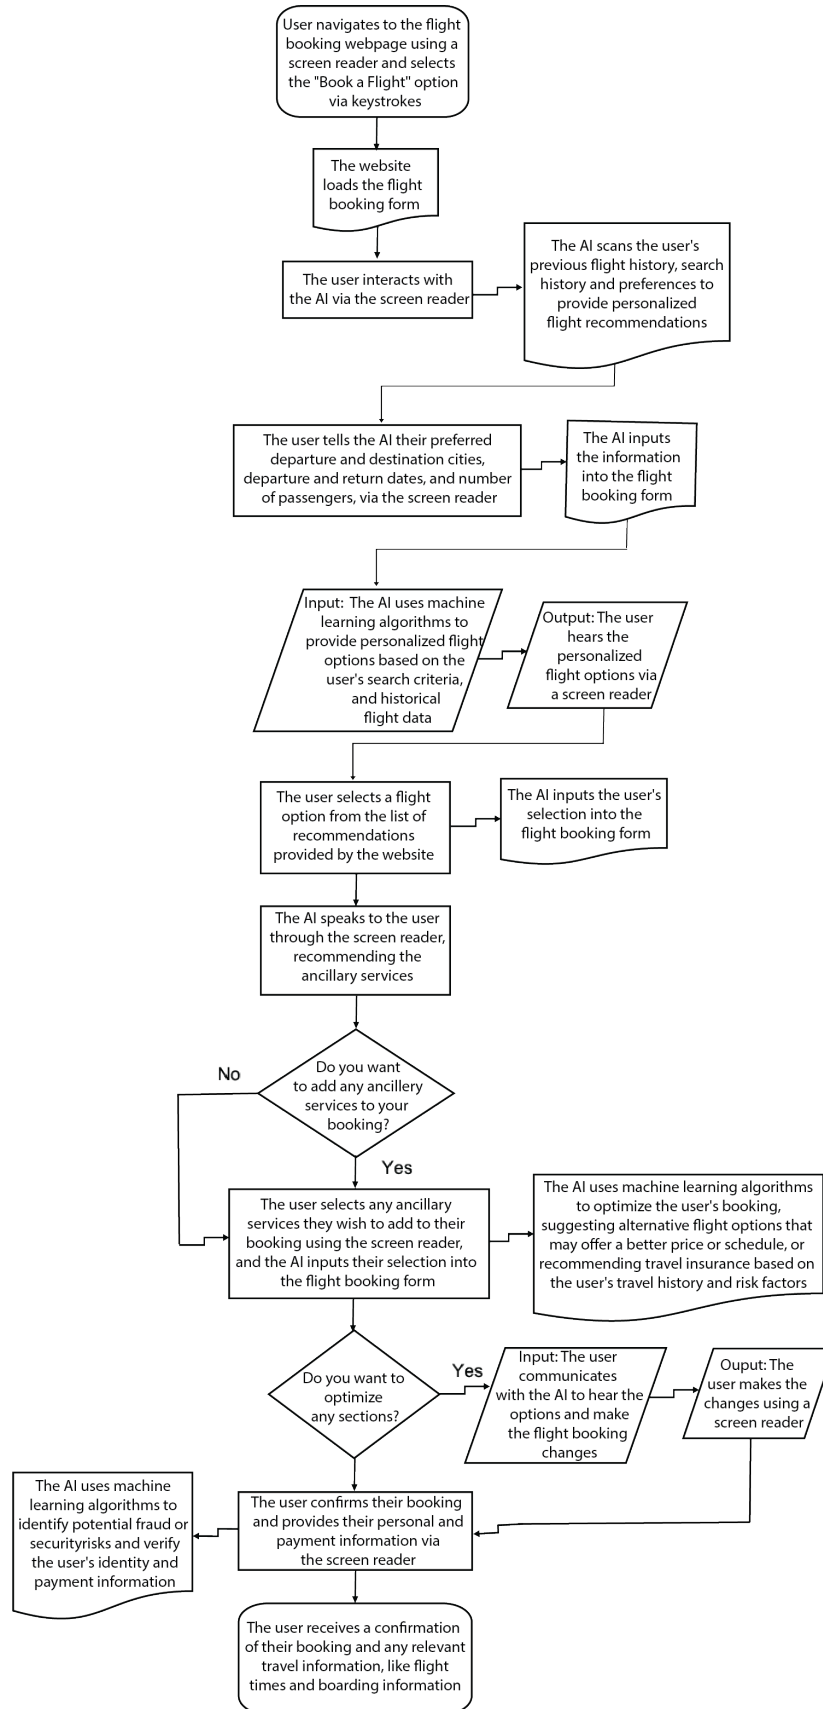 User navigates to the flight
booking webpage using a
screen reader and selects
the "Book a Flight" option
via keystrokes
The website
loads the flight
booking form
The user interacts with
the AI via the screen reader
The AI scans the user's
previous flight history, search
history and preferences to
provide personalized
flight recommendations
The user tells the AI their preferred
departure and destination cities,
departure and return dates, and number
of passengers, via the screen reader
The AI inputs
the information
into the flight
booking form
Input: The AI uses machine
learning algorithms to
provide personalized flight
options based on the
user's search criteria,
and historical
flight data
Output: The user
hears the
personalized
flight options via
a screen reader
The user selects a flight
option from the list of
recommendations
provided by the website
The AI inputs the user's
selection into the
flight booking form
The AI speaks to the user
through the screen reader,
recommending the
ancillary services
Do you want
to add any ancillery
services to your
booking?
No
Yes
The user selects any ancillary
services they wish to add to their
booking using the screen reader,
and the AI inputs their selection into
the flight booking form
The AI uses machine learning algorithms
to optimize the user's booking,
suggesting alternative flight options that
may offer a better price or schedule, or
recommending travel insurance based on
the user's travel history and risk factors
Do you want to
optimize
any sections?
Yes
Input: The user
communicates
with the AI to hear the
options and make
the flight booking
changes
Ouput: The
user makes the
changes using a
screen reader
The user confirms their booking
and provides their personal and
payment information via
the screen reader
The AI uses machine
learning algorithms to
identify potential fraud or
securityrisks and verify
the user's identity and
payment information
The user receives a confirmation
of their booking and any relevant
travel information, like flight
times and boarding information